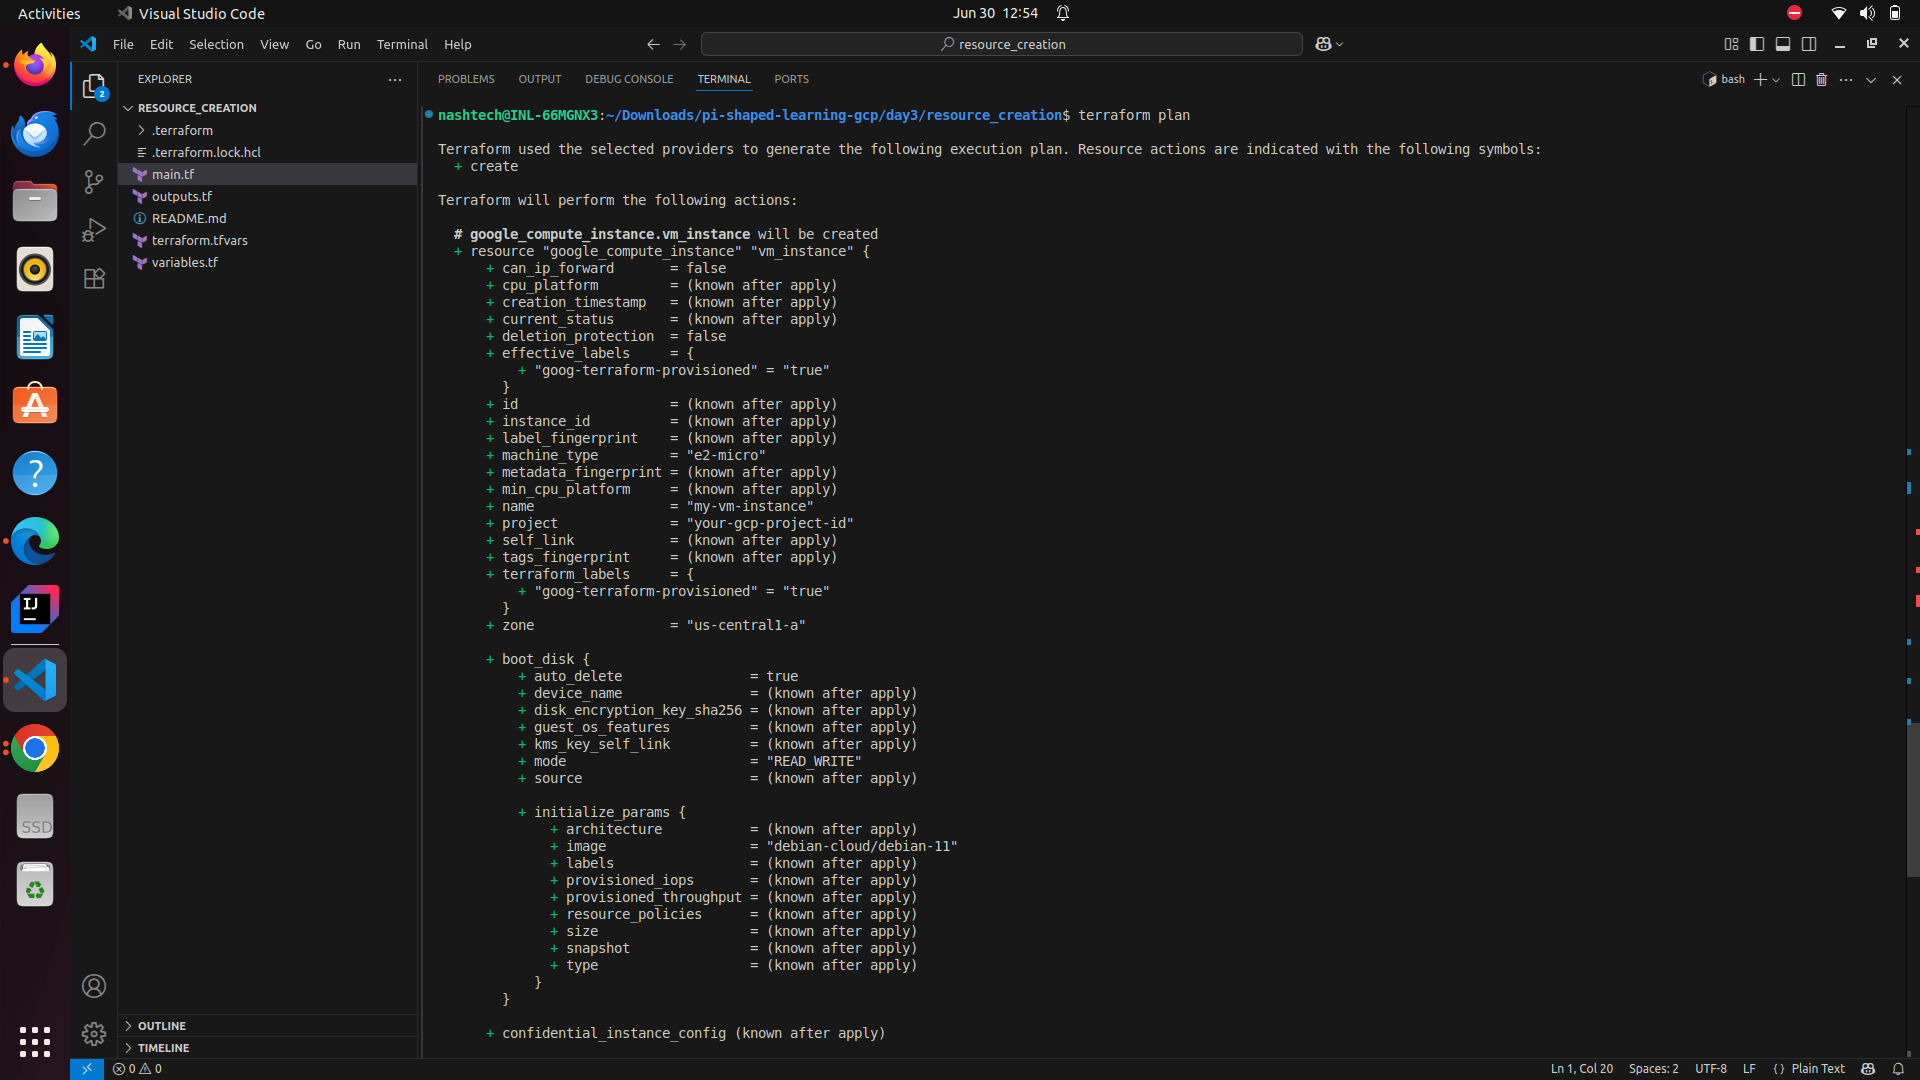 Activities
Visual Studio Code
Jun 30 12:54
File Edit Selection View Go Run Terminal Help
resource_creation
EXPLORER
PROBLEMS OUTPUT DEBUG CONSOLE TERMINAL PORTS
bash
2
RESOURCE_CREATION
.terraform
.terraform.lock.hcl
main.tf
outputs.tf
README.md
terraform.tfvars
variables.tf
nashtech@INL-66MGNX3:~/Downloads/pi-shaped-learning-gcp/day3/resource_creation$ terraform plan
Terraform used the selected providers to generate the following execution plan. Resource actions are indicated with the following symbols:
+ create
Terraform will perform the following actions:
# google_compute_instance.vm_instance will be created
+ resource "google_compute_instance" "vm_instance" {
+ can_ip_forward = false
+ cpu_platform = (known after apply)
+ creation_timestamp = (known after apply)
+ current_status = (known after apply)
+ deletion_protection = false
+ effective_labels = {
+ "goog-terraform-provisioned" = "true"
}
+ id = (known after apply)
+ instance_id = (known after apply)
+ label_fingerprint = (known after apply)
+ machine_type = "e2-micro"
+ metadata_fingerprint = (known after apply)
+ min_cpu_platform = (known after apply)
+ name = "my-vm-instance"
+ project = "your-gcp-project-id"
+ self_link = (known after apply)
+ tags_fingerprint = (known after apply)
+ terraform_labels = {
+ "goog-terraform-provisioned" = "true"
}
+ zone = "us-central1-a"
+ boot_disk {
+ auto_delete = true
+ device_name = (known after apply)
+ disk_encryption_key_sha256 = (known after apply)
+ guest_os_features = (known after apply)
+ kms_key_self_link = (known after apply)
+ mode = "READ_WRITE"
+ source = (known after apply)
+ initialize_params {
+ architecture = (known after apply)
+ image = "debian-cloud/debian-11"
+ labels = (known after apply)
+ provisioned_iops = (known after apply)
+ provisioned_throughput = (known after apply)
+ resource_policies = (known after apply)
+ size = (known after apply)
+ snapshot = (known after apply)
+ type = (known after apply)
}
}
+ confidential_instance_config (known after apply)
OUTLINE
TIMELINE
IJ
SSD
0 0
Ln 1, Col 20 Spaces: 2 UTF-8 LF {} Plain Text